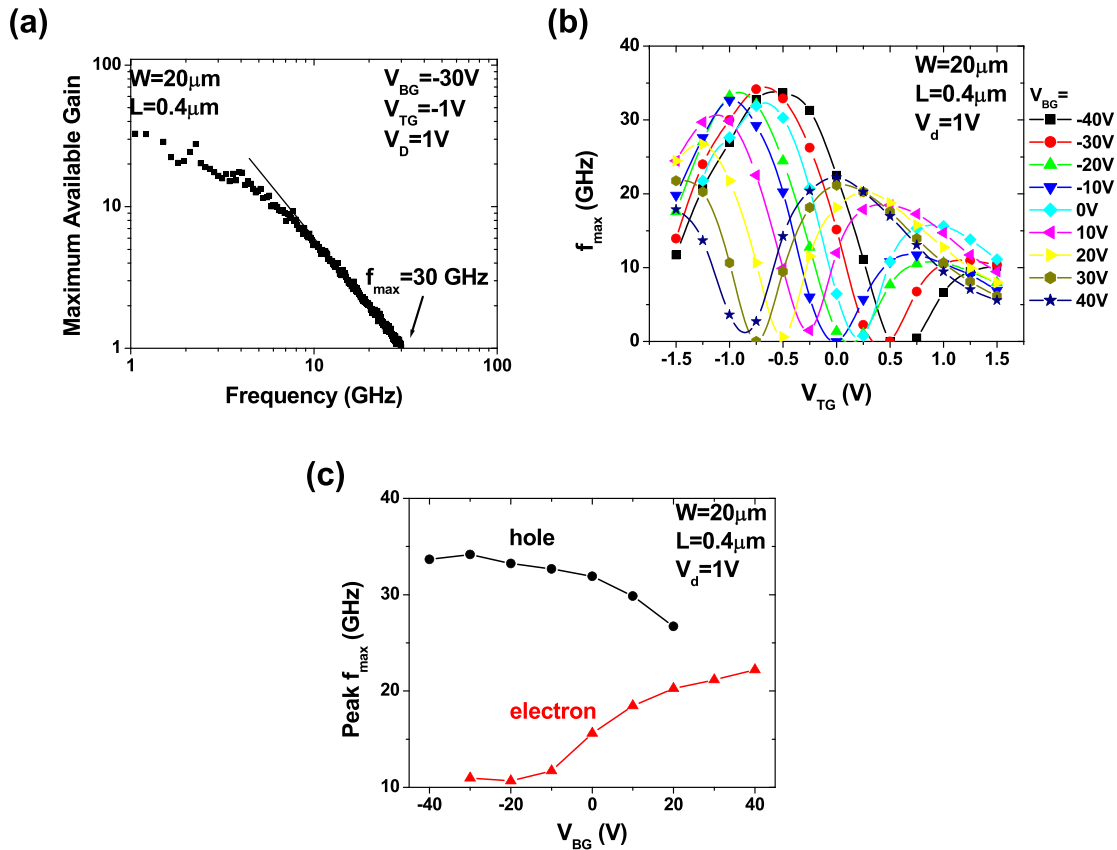 (a)
W=20μm
L=0.4μm
V_BG=-30V
V_TG=-1V
V_D=1V
f_max=30 GHz
100
10
1
1
10
100
Maximum Available Gain
Frequency (GHz)
(b)
W=20μm
L=0.4μm
V_d=1V
40
30
20
10
0
-1.5
-1.0
-0.5
0.0
0.5
1.0
1.5
f_max (GHz)
V_TG (V)
V_BG=
-40V
-30V
-20V
-10V
0V
10V
20V
30V
40V
(c)
W=20μm
L=0.4μm
V_d=1V
hole
electron
40
30
20
10
-40
-20
0
20
40
Peak f_max (GHz)
V_BG (V)